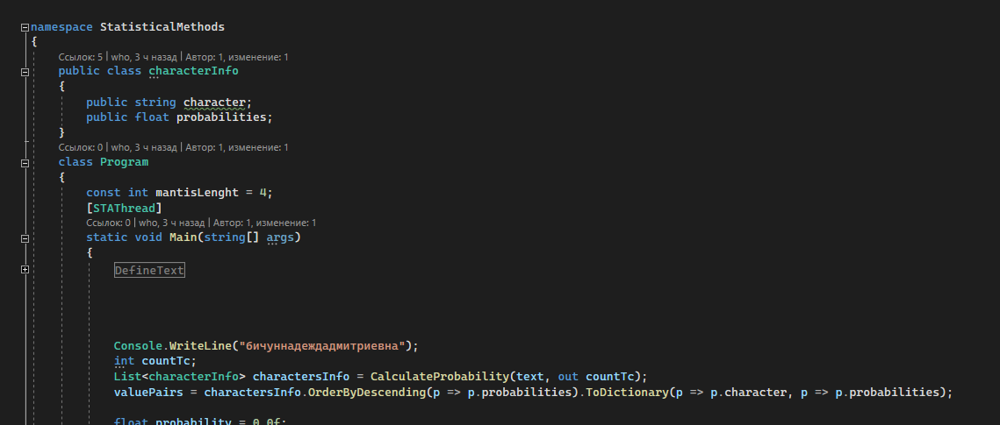 namespace StatisticalMethods
{
Ссылок: 5 | who, 3 ч назад | Автор: 1, изменение: 1
public class characterInfo
{
public string character;
public float probabilities;
}
Ссылок: 0 | who, 3 ч назад | Автор: 1, изменение: 1
class Program
{
const int mantisLenght = 4;
[STAThread]
Ссылок: 0 | who, 3 ч назад | Автор: 1, изменение: 1
static void Main(string[] args)
{
DefineText
Console.WriteLine("бичуннадеждадмитриевна");
int countTc;
List<characterInfo> charactersInfo = CalculateProbability(text, out countTc);
valuePairs = charactersInfo.OrderByDescending(p => p.probabilities).ToDictionary(p => p.character, p => p.probabilities);
float probability = 0.0f;